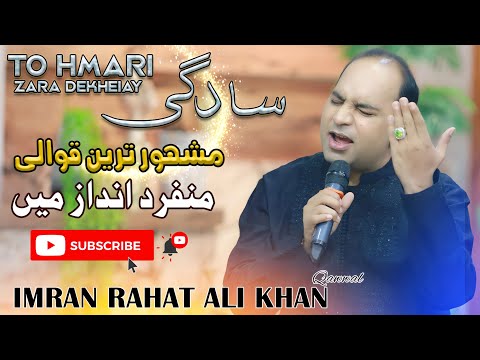 TO HMARI
ZARA DEKHEIAY
سادگی
مشہور ترین قوالی
منفرد انداز میں
SUBSCRIBE
Qawwal
IMRAN RAHAT ALI KHAN